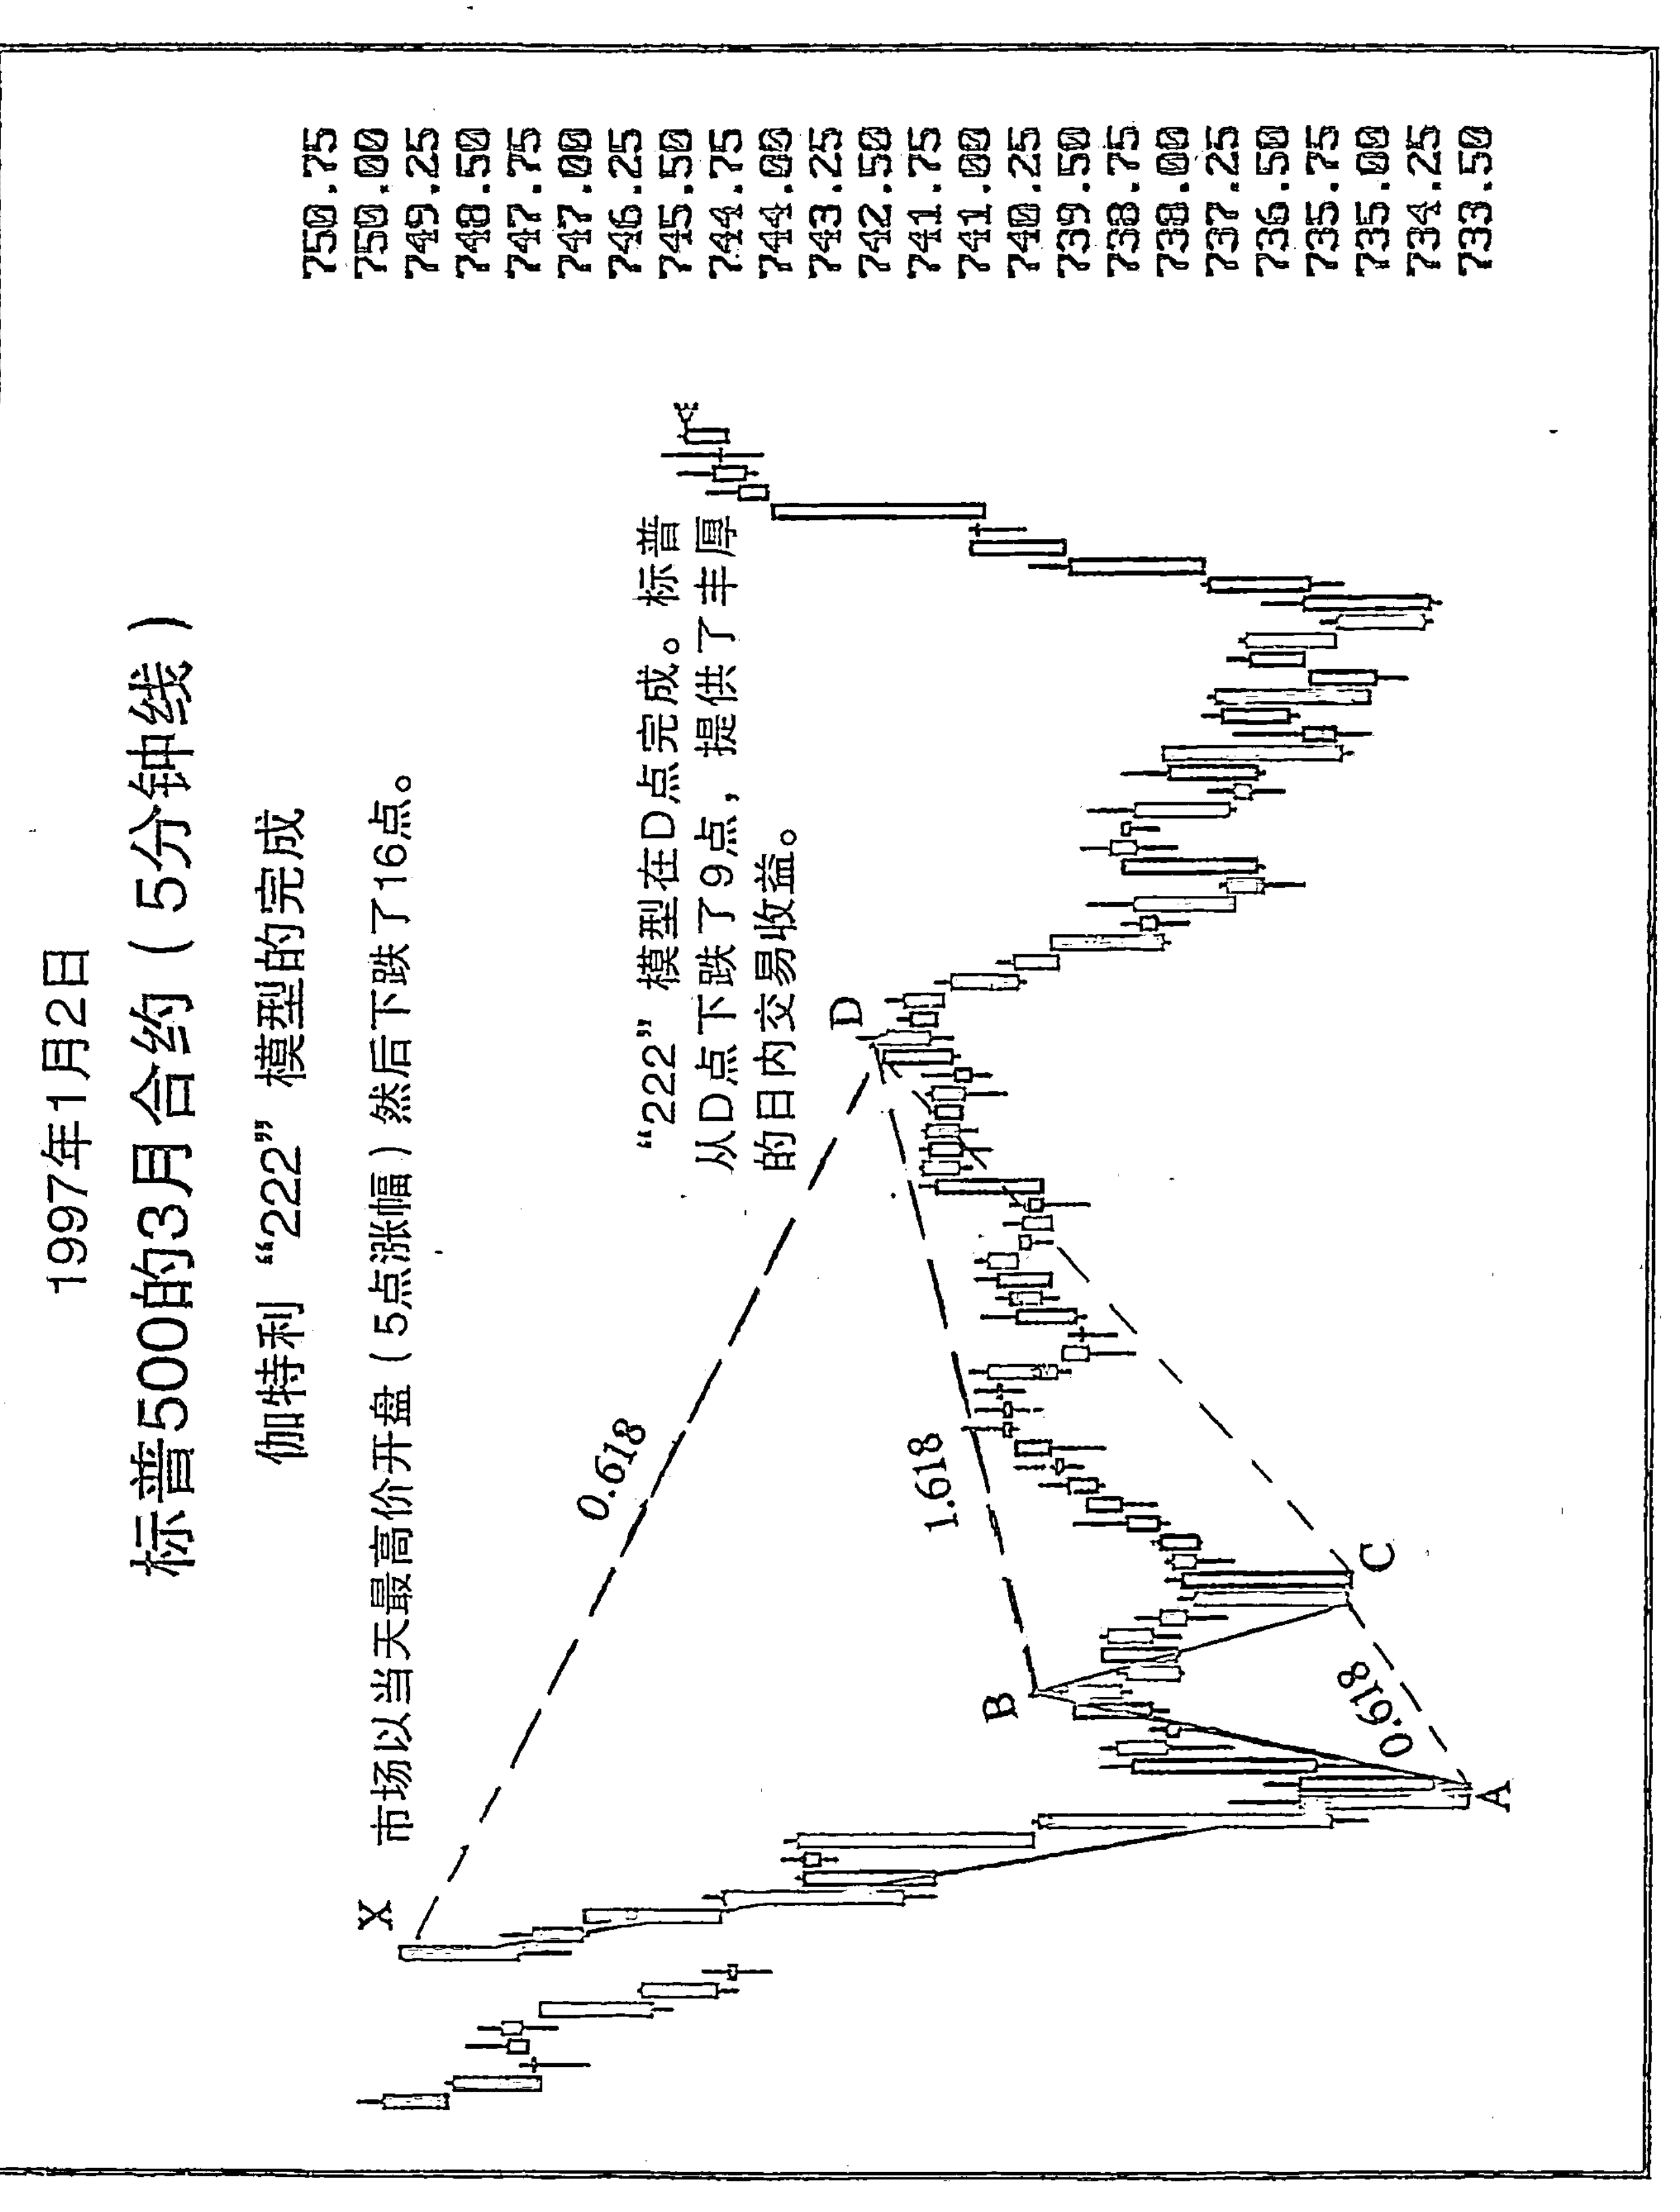 1997年1月2日
标普500的3月合约（5分钟线）
伽特利“222”模型的完成
市场以当天最高价开盘（5点涨幅）然后下跌了16点。
“222”模型在D点完成。标普
从D点下跌了9点，提供了丰厚
的日内交易收益。
X
0.618
D
1.618
B
C
0.618
A
750.75
750.00
749.25
748.50
747.75
747.00
746.25
745.50
744.75
744.00
743.25
742.50
741.75
741.00
740.25
739.50
738.75
738.00
737.25
736.50
735.75
735.00
734.25
733.50